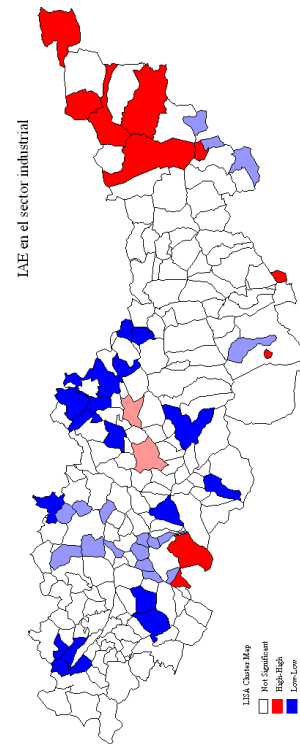 IAE en el sector industrial
LISA Cluster Map
Not Significant
High-High
Low-Low